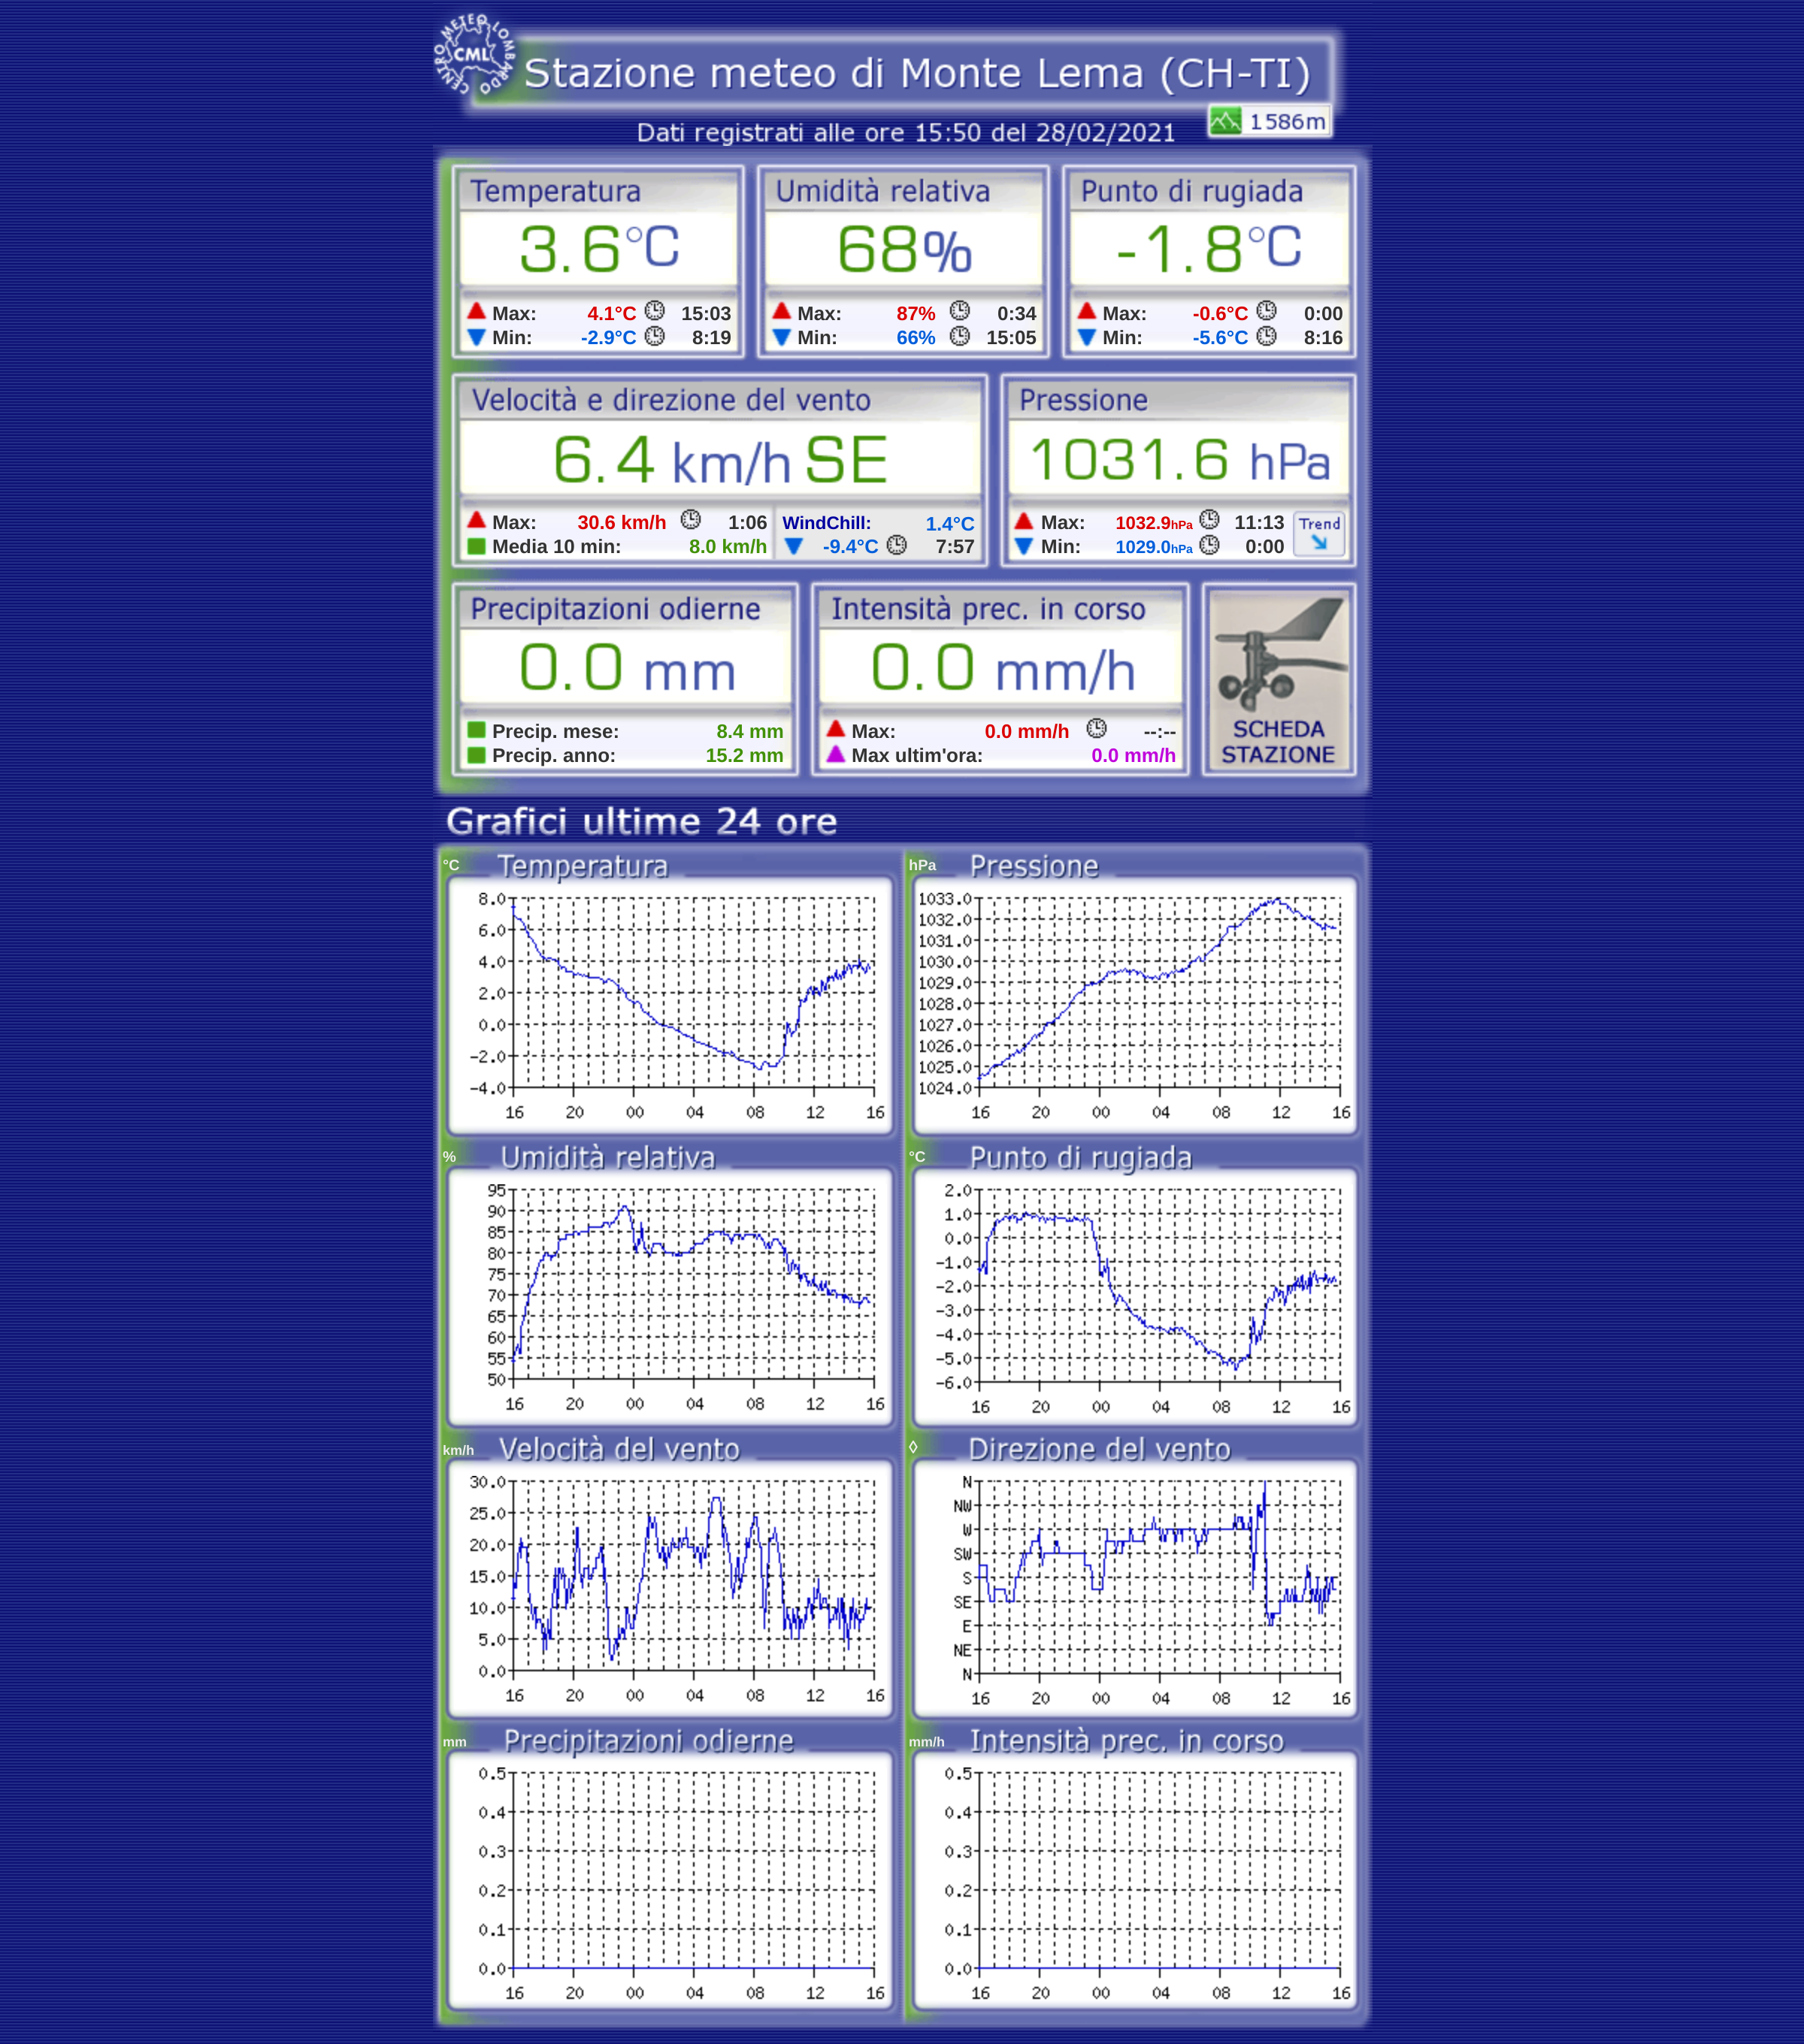 CENTRO METEO LOMBARDO
CML
Stazione meteo di Monte Lema (CH-TI)
1586m
Dati registrati alle ore 15:50 del 28/02/2021
Temperatura
3.6°C
Max: 4.1°C 15:03
Min: -2.9°C 8:19
Umidità relativa
68%
Max: 87% 0:34
Min: 66% 15:05
Punto di rugiada
-1.8°C
Max: -0.6°C 0:00
Min: -5.6°C 8:16
Velocità e direzione del vento
6.4 km/h SE
Max: 30.6 km/h 1:06
Media 10 min: 8.0 km/h
WindChill: 1.4°C
-9.4°C 7:57
Pressione
1031.6 hPa
Max: 1032.9hPa 11:13
Min: 1029.0hPa 0:00
Trend
Precipitazioni odierne
0.0 mm
Precip. mese: 8.4 mm
Precip. anno: 15.2 mm
Intensità prec. in corso
0.0 mm/h
Max: 0.0 mm/h --:--
Max ultim'ora: 0.0 mm/h
SCHEDA
STAZIONE
Grafici ultime 24 ore
°C Temperatura
8.0
6.0
4.0
2.0
0.0
-2.0
-4.0
16 20 00 04 08 12 16
hPa Pressione
1033.0
1032.0
1031.0
1030.0
1029.0
1028.0
1027.0
1026.0
1025.0
1024.0
16 20 00 04 08 12 16
% Umidità relativa
95
90
85
80
75
70
65
60
55
50
16 20 00 04 08 12 16
°C Punto di rugiada
2.0
1.0
0.0
-1.0
-2.0
-3.0
-4.0
-5.0
-6.0
16 20 00 04 08 12 16
km/h Velocità del vento
30.0
25.0
20.0
15.0
10.0
5.0
0.0
16 20 00 04 08 12 16
◊ Direzione del vento
N
NW
W
SW
S
SE
E
NE
N
16 20 00 04 08 12 16
mm Precipitazioni odierne
0.5
0.4
0.3
0.2
0.1
0.0
16 20 00 04 08 12 16
mm/h Intensità prec. in corso
0.5
0.4
0.3
0.2
0.1
0.0
16 20 00 04 08 12 16